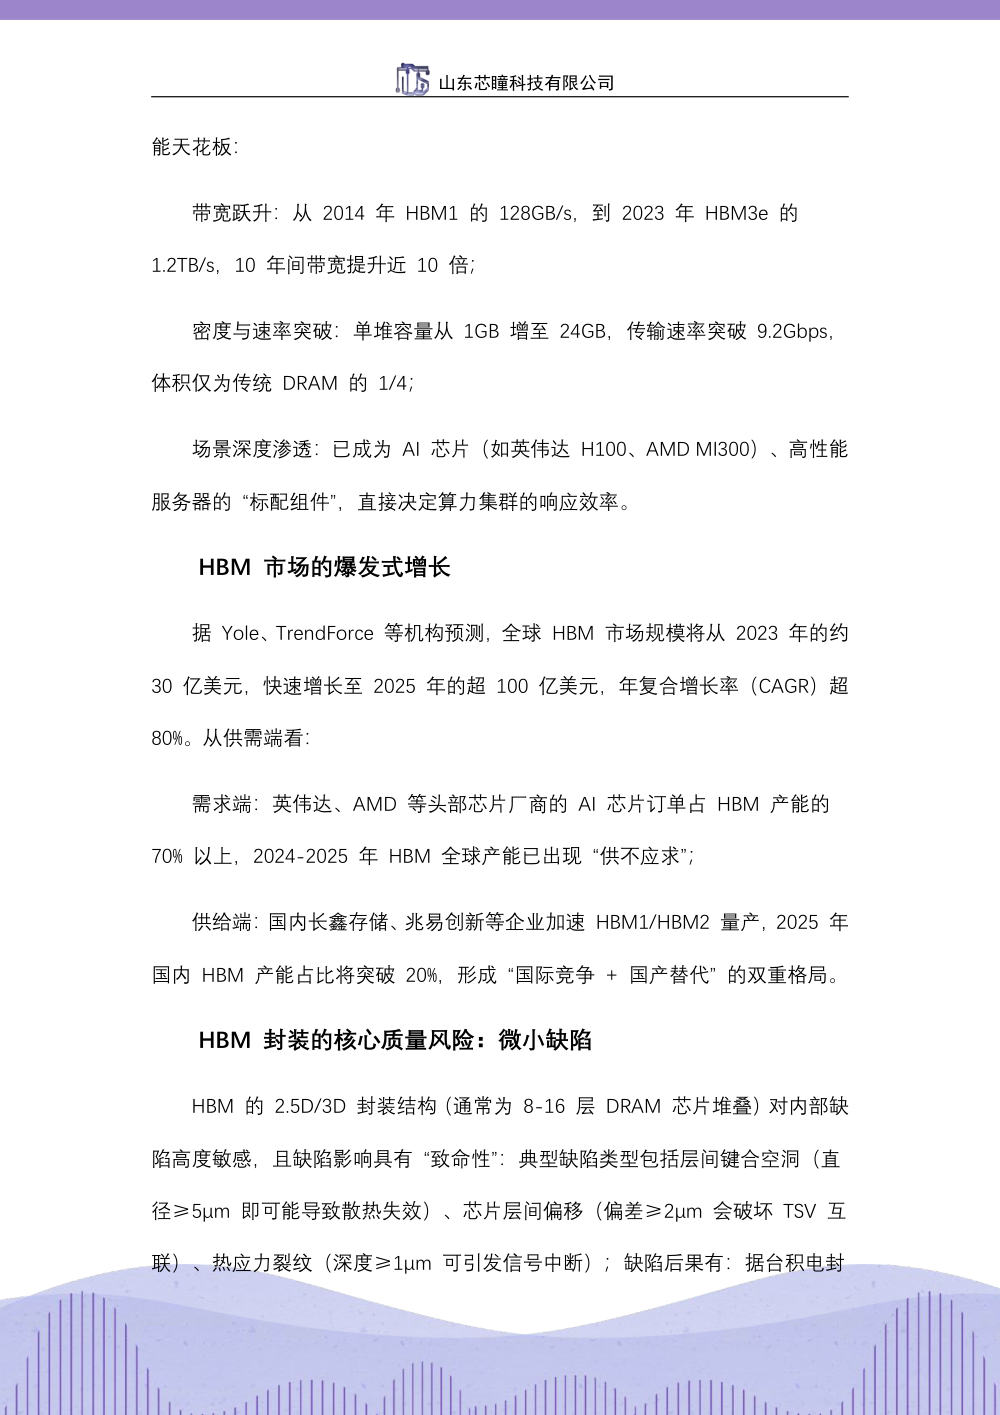 山东芯瞳科技有限公司
能天花板：
带宽跃升：从 2014 年 HBM1 的 128GB/s，到 2023 年 HBM3e 的
1.2TB/s，10 年间带宽提升近 10 倍；
密度与速率突破：单堆容量从 1GB 增至 24GB，传输速率突破 9.2Gbps，
体积仅为传统 DRAM 的 1/4；
场景深度渗透：已成为 AI 芯片（如英伟达 H100、AMD MI300）、高性能
服务器的 “标配组件”，直接决定算力集群的响应效率。
HBM 市场的爆发式增长
据 Yole、TrendForce 等机构预测，全球 HBM 市场规模将从 2023 年的约
30 亿美元，快速增长至 2025 年的超 100 亿美元，年复合增长率（CAGR）超
80%。从供需端看：
需求端：英伟达、AMD 等头部芯片厂商的 AI 芯片订单占 HBM 产能的
70% 以上，2024-2025 年 HBM 全球产能已出现 “供不应求”；
供给端：国内长鑫存储、兆易创新等企业加速 HBM1/HBM2 量产，2025 年
国内 HBM 产能占比将突破 20%，形成 “国际竞争 + 国产替代” 的双重格局。
HBM 封装的核心质量风险：微小缺陷
HBM 的 2.5D/3D 封装结构（通常为 8-16 层 DRAM 芯片堆叠）对内部缺
陷高度敏感，且缺陷影响具有 “致命性”：典型缺陷类型包括层间键合空洞（直
径≥5μm 即可能导致散热失效）、芯片层间偏移（偏差≥2μm 会破坏 TSV 互
联）、热应力裂纹（深度≥1μm 可引发信号中断）；缺陷后果有：据台积电封